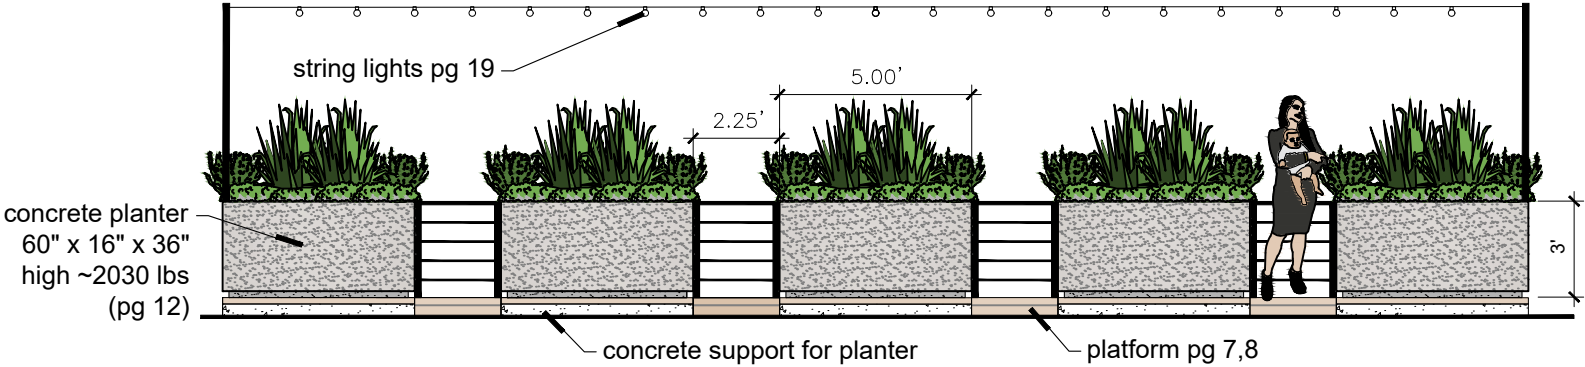 string lights pg 19
5.00'
2.25'
concrete planter
60" x 16" x 36"
high ~2030 lbs
(pg 12)
3'
concrete support for planter
platform pg 7,8